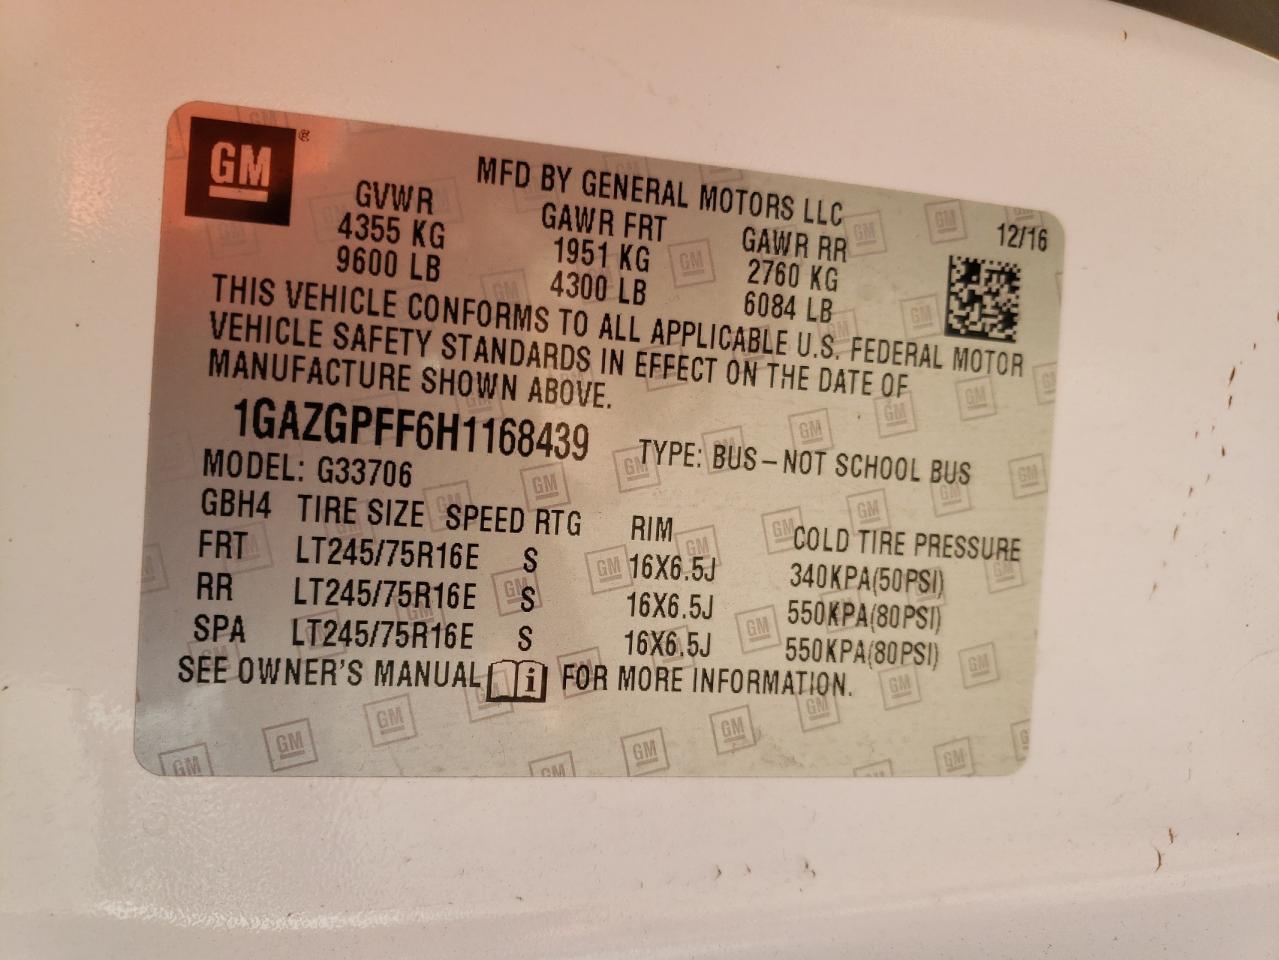 GM
MFD BY GENERAL MOTORS LLC
GVWR GAWR FRT GAWR RR 12/16
4355 KG 1951 KG 2760 KG
9600 LB 4300 LB 6084 LB
THIS VEHICLE CONFORMS TO ALL APPLICABLE U.S. FEDERAL MOTOR
VEHICLE SAFETY STANDARDS IN EFFECT ON THE DATE OF
MANUFACTURE SHOWN ABOVE.
1GAZGPFF6H1168439 TYPE: BUS-NOT SCHOOL BUS
MODEL: G33706
GBH4 TIRE SIZE SPEED RTG RIM COLD TIRE PRESSURE
FRT LT245/75R16E S 16X6.5J 340KPA(50PSI)
RR LT245/75R16E S 16X6.5J 550KPA(80PSI)
SPA LT245/75R16E S 16X6.5J 550KPA(80PSI)
SEE OWNER'S MANUAL i FOR MORE INFORMATION.